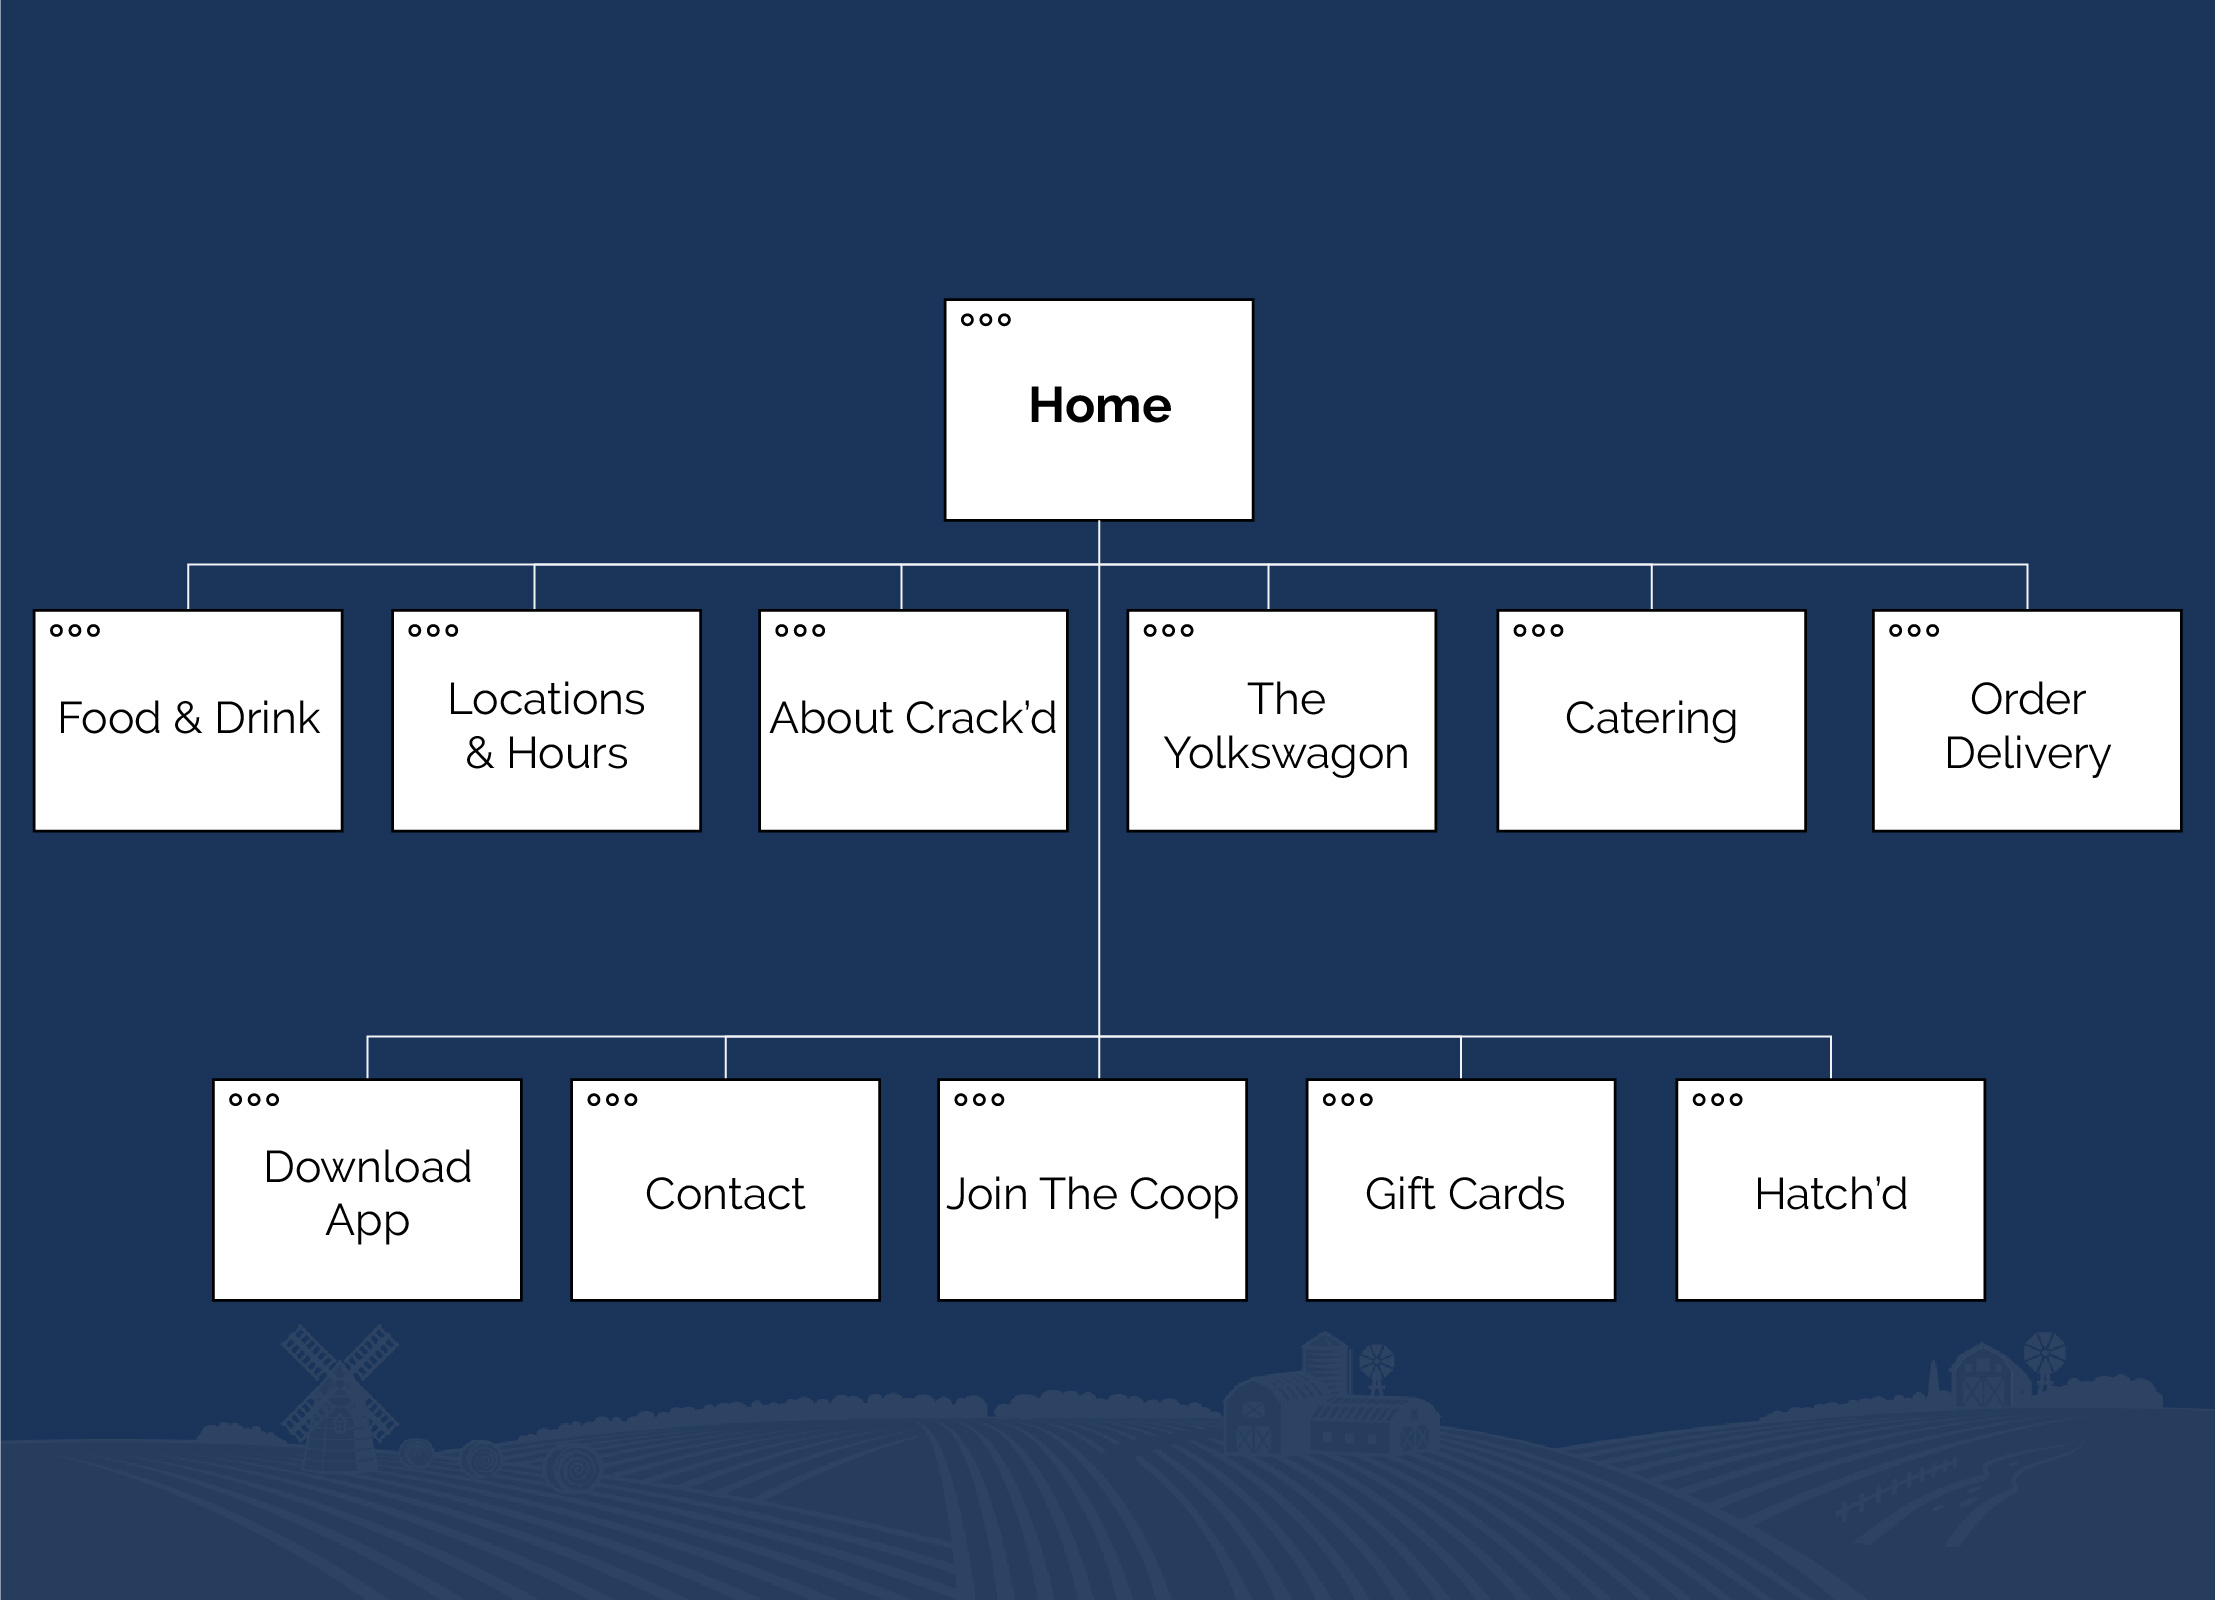 Home
Food & Drink
Locations
& Hours
About Crack’d
The
Yolkswagon
Catering
Order
Delivery
Download
App
Contact
Join The Coop
Gift Cards
Hatch’d